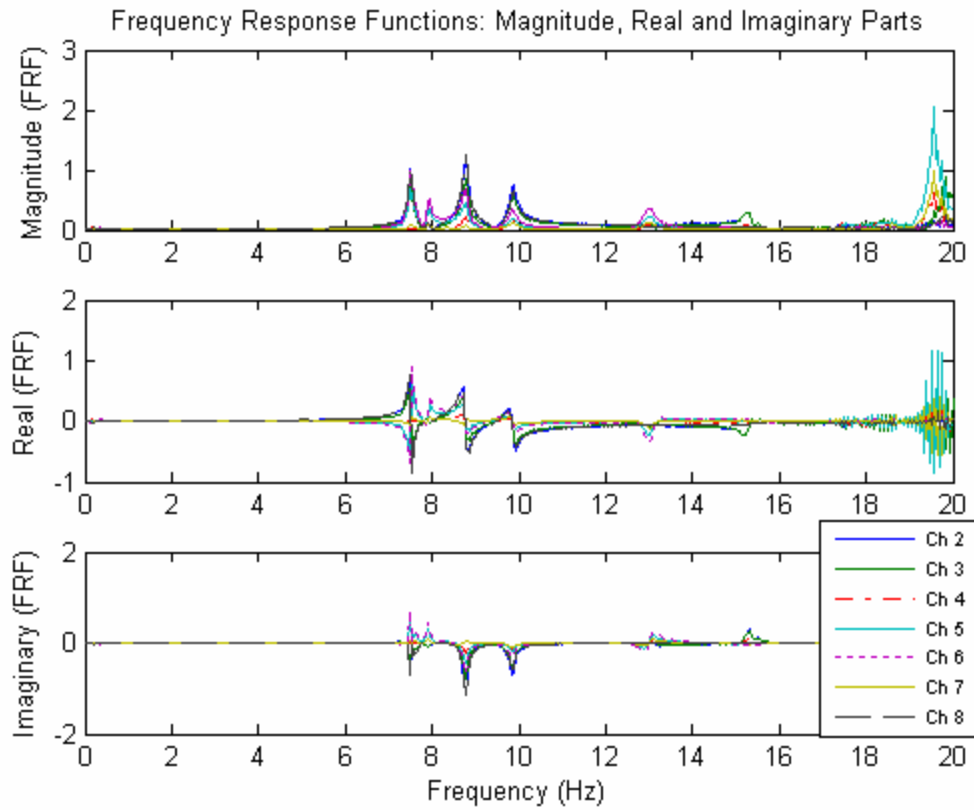 Frequency Response Functions: Magnitude, Real and Imaginary Parts
Magnitude (FRF)
3
2
1
0
0 2 4 6 8 10 12 14 16 18 20
Real (FRF)
2
1
0
-1
0 2 4 6 8 10 12 14 16 18 20
Imaginary (FRF)
2
0
-2
0 2 4 6 8 10 12 14 16 18 20
Ch 2
Ch 3
Ch 4
Ch 5
Ch 6
Ch 7
Ch 8
Frequency (Hz)